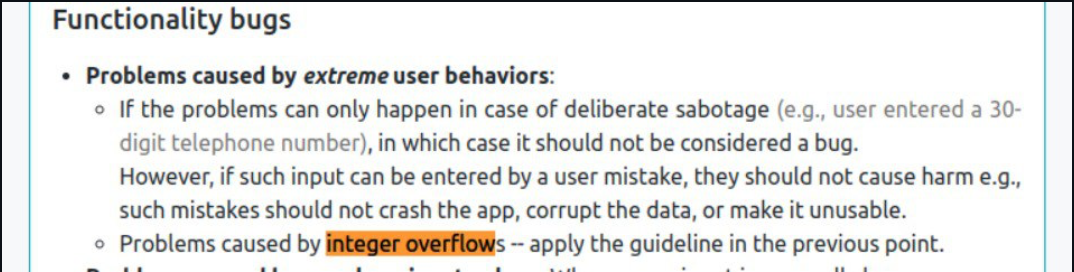 Functionality bugs
• Problems caused by extreme user behaviors:
◦ If the problems can only happen in case of deliberate sabotage (e.g., user entered a 30-
digit telephone number), in which case it should not be considered a bug.
However, if such input can be entered by a user mistake, they should not cause harm e.g.,
such mistakes should not crash the app, corrupt the data, or make it unusable.
◦ Problems caused by integer overflows -- apply the guideline in the previous point.